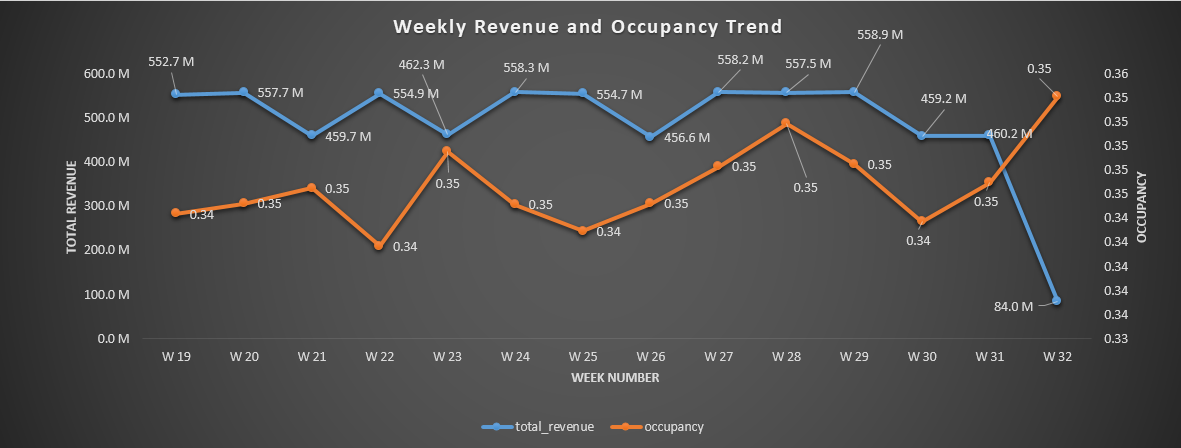 Weekly Revenue and Occupancy Trend
552.7 M
557.7 M
459.7 M
554.9 M
462.3 M
558.3 M
554.7 M
456.6 M
558.2 M
557.5 M
558.9 M
459.2 M
460.2 M
84.0 M
0.34
0.35
0.35
0.34
0.35
0.35
0.34
0.35
0.35
0.35
0.35
0.34
0.35
0.35
TOTAL REVENUE
600.0 M
500.0 M
400.0 M
300.0 M
200.0 M
100.0 M
0.0 M
OCCUPANCY
0.36
0.35
0.35
0.35
0.35
0.35
0.34
0.34
0.34
0.34
0.34
0.33
W 19 W 20 W 21 W 22 W 23 W 24 W 25 W 26 W 27 W 28 W 29 W 30 W 31 W 32
WEEK NUMBER
total_revenue occupancy